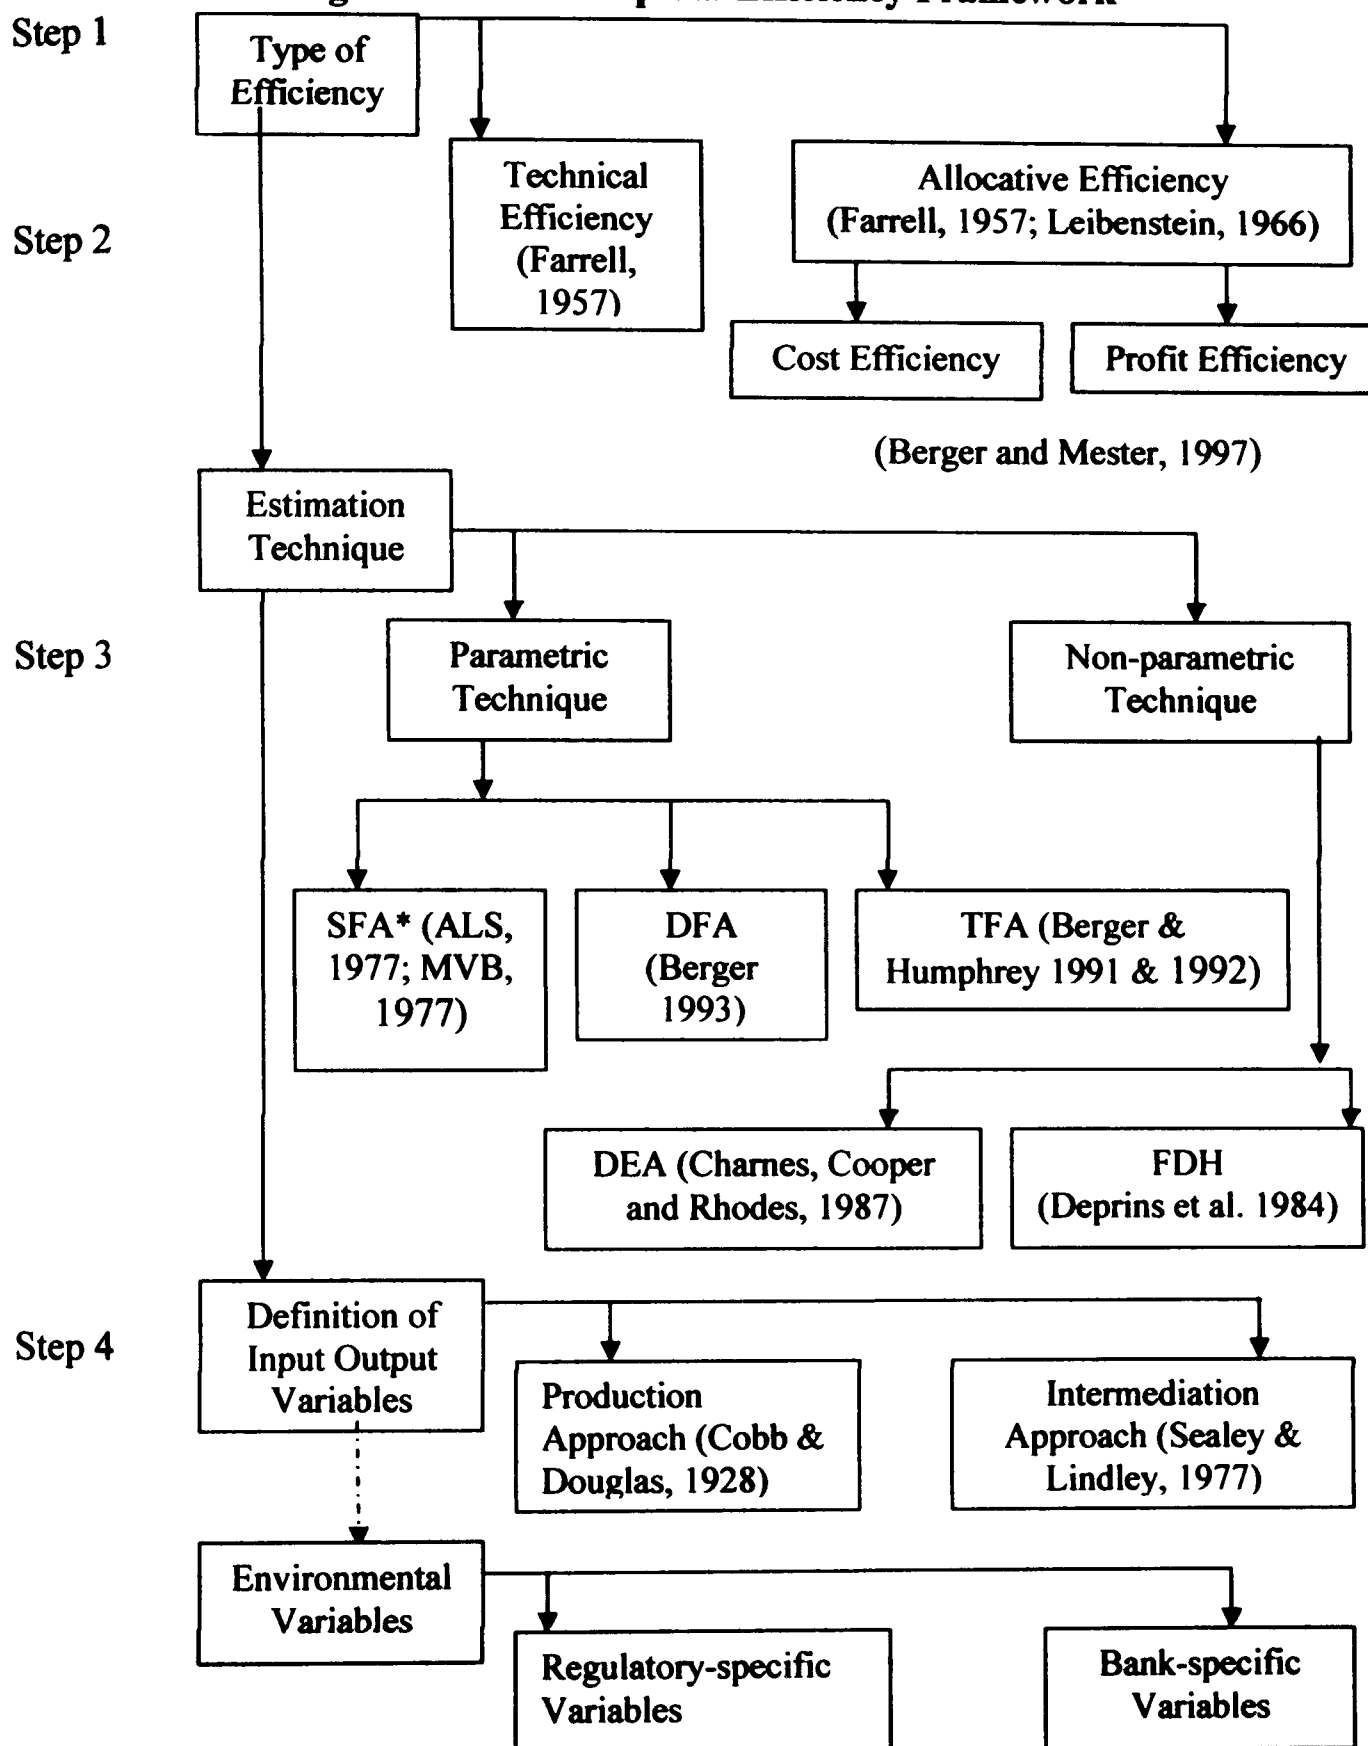 Efficiency Framework
Step 1
Type of
Efficiency
Technical
Efficiency
(Farrell,
1957)
Allocative Efficiency
(Farrell, 1957; Leibenstein, 1966)
Step 2
Cost Efficiency
Profit Efficiency
(Berger and Mester, 1997)
Estimation
Technique
Step 3
Parametric
Technique
Non-parametric
Technique
SFA* (ALS,
1977; MVB,
1977)
DFA
(Berger
1993)
TFA (Berger &
Humphrey 1991 & 1992)
DEA (Charnes, Cooper
and Rhodes, 1987)
FDH
(Deprins et al. 1984)
Step 4
Definition of
Input Output
Variables
Production
Approach (Cobb &
Douglas, 1928)
Intermediation
Approach (Sealey &
Lindley, 1977)
Environmental
Variables
Regulatory-specific
Variables
Bank-specific
Variables